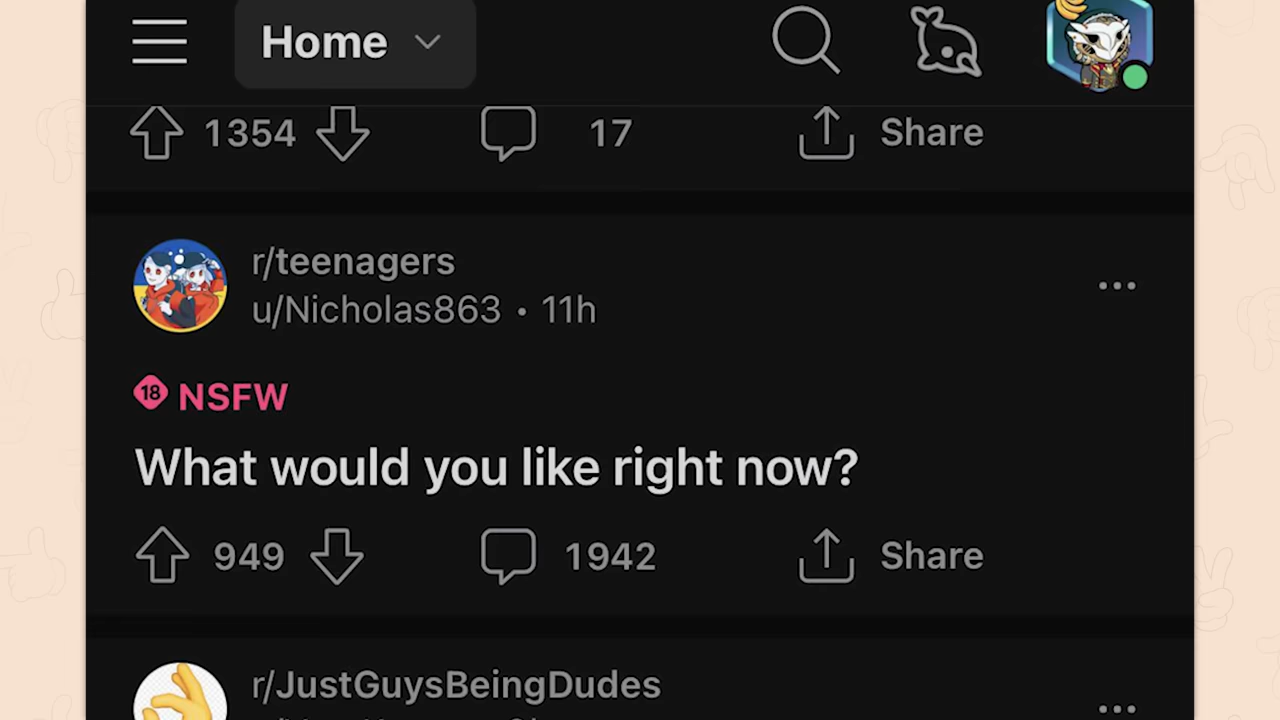 Home
1354 17 Share
r/teenagers
u/Nicholas863 • 11h
18 NSFW
What would you like right now?
949 1942 Share
r/JustGuysBeingDudes